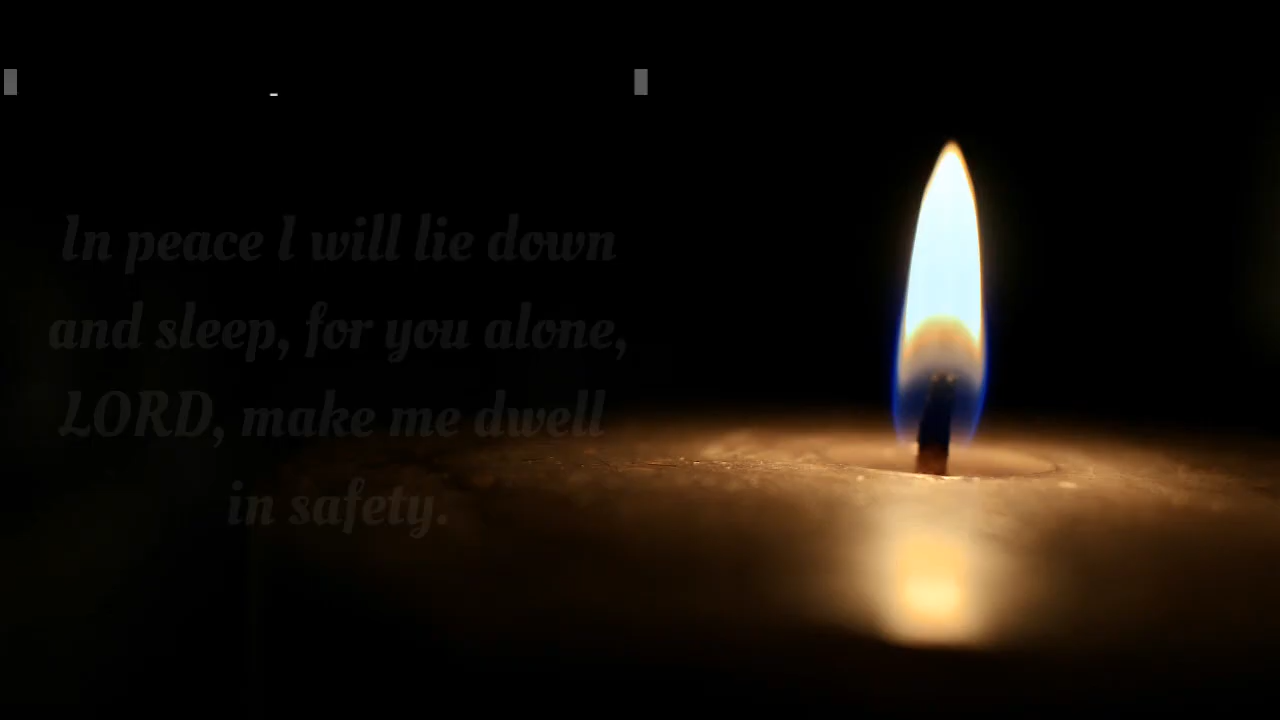 In peace I will lie down
and sleep, for you alone,
LORD, make me dwell
in safety.